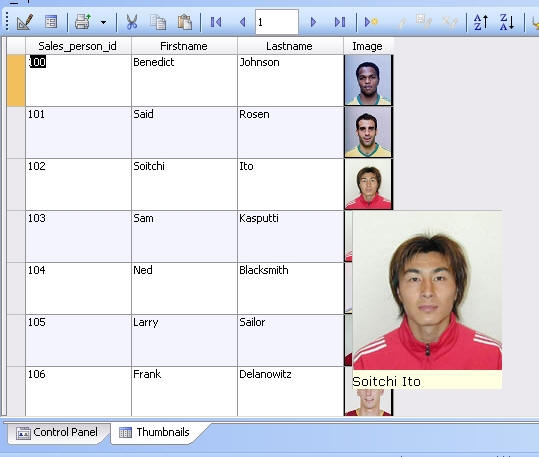 1
Sales_person_id Firstname Lastname Image
100 Benedict Johnson
101 Said Rosen
102 Soitchi Ito
103 Sam Kasputti
104 Ned Blacksmith
105 Larry Sailor
106 Frank Delanowitz
Soitchi Ito
Control Panel Thumbnails